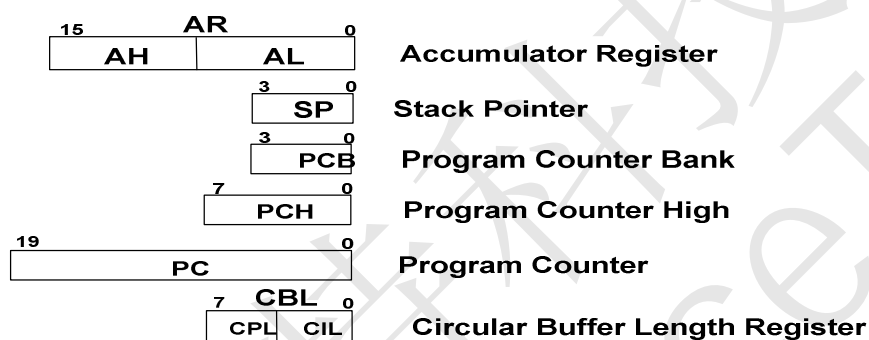 15 AR 0
AH AL Accumulator Register
3 0
SP Stack Pointer
3 0
PCB Program Counter Bank
7 0
PCH Program Counter High
19 0
PC Program Counter
7 CBL 0
CPL CIL Circular Buffer Length Register